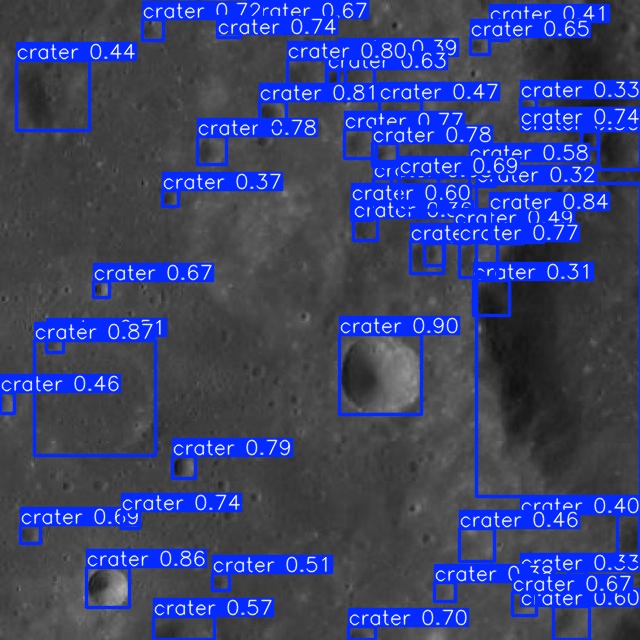 crater 0.72
crater 0.67
crater 0.41
crater 0.74
crater 0.65
crater 0.44
crater 0.80
0.39
crater 0.63
crater 0.81
crater 0.47
crater 0.33
crater 0.77
crater 0.74
crater 0.78
crater 0.78
crater 0.58
crater 0.69
crater 0.32
crater 0.37
crater 0.60
crater 0.84
crater 0.49
crater 0.77
crater 0.67
crater 0.31
crater 0.90
crater 0.87
crater 0.46
crater 0.79
crater 0.74
crater 0.40
crater 0.69
crater 0.46
crater 0.86
crater 0.51
crater 0.33
crater 0.67
crater 0.60
crater 0.57
crater 0.70